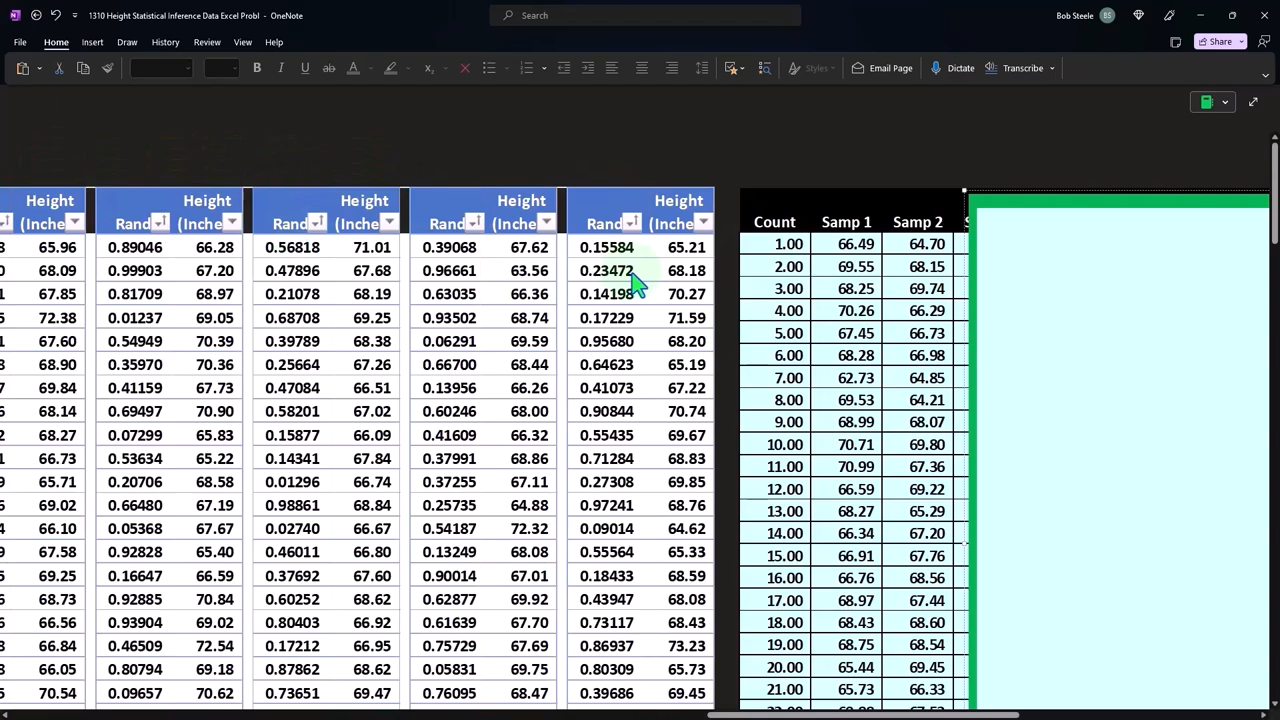 1310 Height Statistical Inference Data Excel Probl - OneNote
Search
Bob Steele
BS
File Home Insert Draw History Review View Help
Share
Styles
Email Page
Dictate
Transcribe
Height Height Height Height Height
(Inche Rand (Inche Rand (Inche Rand (Inche Rand (Inche
Count Samp 1 Samp 2
65.96 0.89046 66.28 0.56818 71.01 0.39068 67.62 0.15584 65.21 1.00 66.49 64.70
68.09 0.99903 67.20 0.47896 67.68 0.96661 63.56 0.23472 68.18 2.00 69.55 68.15
67.85 0.81709 68.97 0.21078 68.19 0.63035 66.36 0.14198 70.27 3.00 68.25 69.74
72.38 0.01237 69.05 0.68708 69.25 0.93502 68.74 0.17229 71.59 4.00 70.26 66.29
67.60 0.54949 70.39 0.39789 68.38 0.06291 69.59 0.95680 68.20 5.00 67.45 66.73
68.90 0.35970 70.36 0.25664 67.26 0.66700 68.44 0.64623 65.19 6.00 68.28 66.98
69.84 0.41159 67.73 0.47084 66.51 0.13956 66.26 0.41073 67.22 7.00 62.73 64.85
68.14 0.69497 70.90 0.58201 67.02 0.60246 68.00 0.90844 70.74 8.00 69.53 64.21
68.27 0.07299 65.83 0.15877 66.09 0.41609 66.32 0.55435 69.67 9.00 68.99 68.07
66.73 0.53634 65.22 0.14341 67.84 0.37991 68.86 0.71284 68.83 10.00 70.71 69.80
65.71 0.20706 68.58 0.01296 66.74 0.37255 67.11 0.27308 69.85 11.00 70.99 67.36
69.02 0.66480 67.19 0.98861 68.84 0.25735 64.88 0.97241 68.76 12.00 66.59 69.22
66.10 0.05368 67.67 0.02740 66.67 0.54187 72.32 0.09014 64.62 13.00 68.27 65.29
67.58 0.92828 65.40 0.46011 66.80 0.13249 68.08 0.55564 65.33 14.00 66.34 67.20
69.25 0.16647 66.59 0.37692 67.60 0.90014 67.01 0.18433 68.59 15.00 66.91 67.76
68.73 0.92885 70.84 0.60252 68.62 0.62877 69.92 0.43947 68.08 16.00 66.76 68.56
66.56 0.93904 69.02 0.80403 66.92 0.61639 67.70 0.73117 68.43 17.00 68.97 67.44
66.84 0.46509 72.54 0.17212 66.95 0.75729 67.69 0.86937 73.23 18.00 68.43 68.60
66.05 0.80794 69.18 0.87862 68.62 0.05831 69.75 0.80309 65.73 19.00 68.75 68.54
70.54 0.09657 70.62 0.73651 69.47 0.76095 68.47 0.39686 69.45 20.00 65.44 69.45
21.00 65.73 66.33